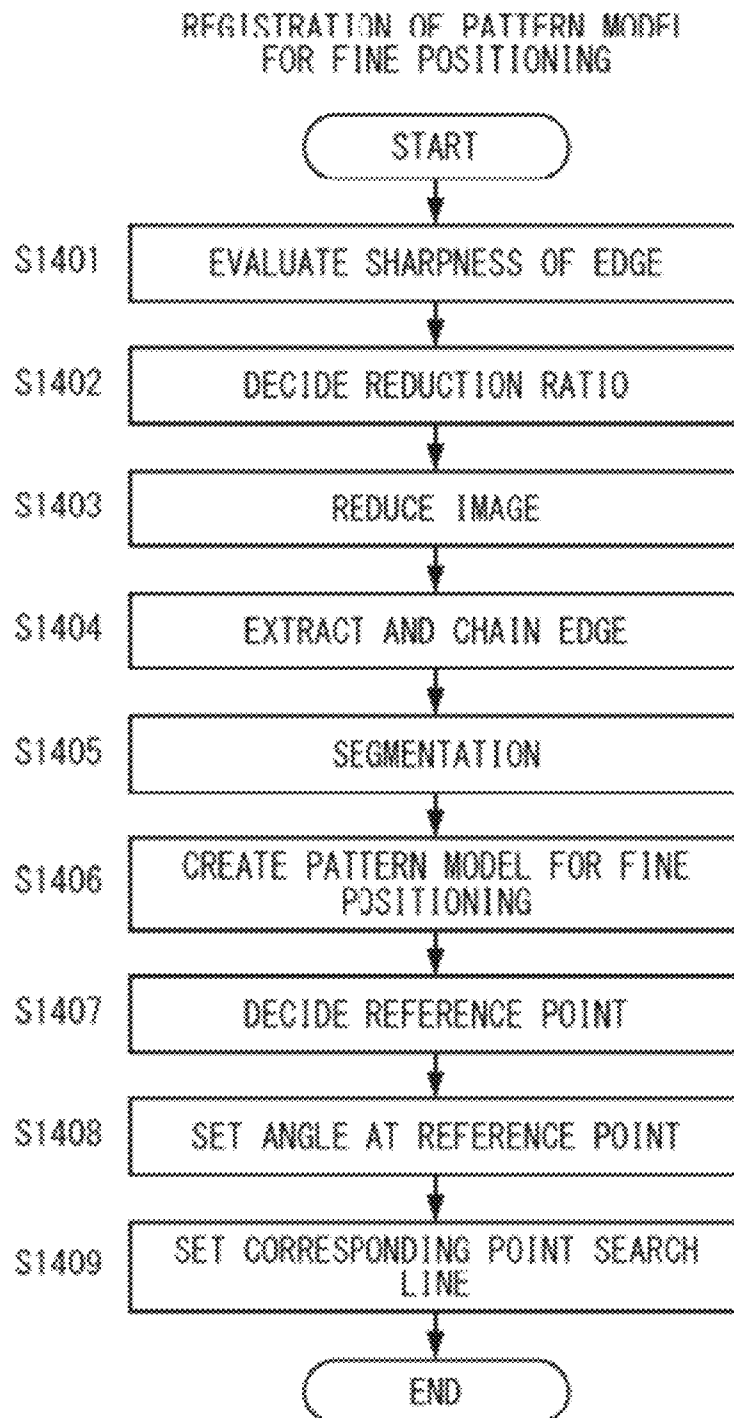 REGISTRATION OF PATTERN MODEL
FOR FINE POSITIONING
START
S1401 EVALUATE SHARPNESS OF EDGE
S1402 DECIDE REDUCTION RATIO
S1403 REDUCE IMAGE
S1404 EXTRACT AND CHAIN EDGE
S1405 SEGMENTATION
S1406 CREATE PATTERN MODEL FOR FINE
POSITIONING
S1407 DECIDE REFERENCE POINT
S1408 SET ANGLE AT REFERENCE POINT
S1409 SET CORRESPONDING POINT SEARCH
LINE
END